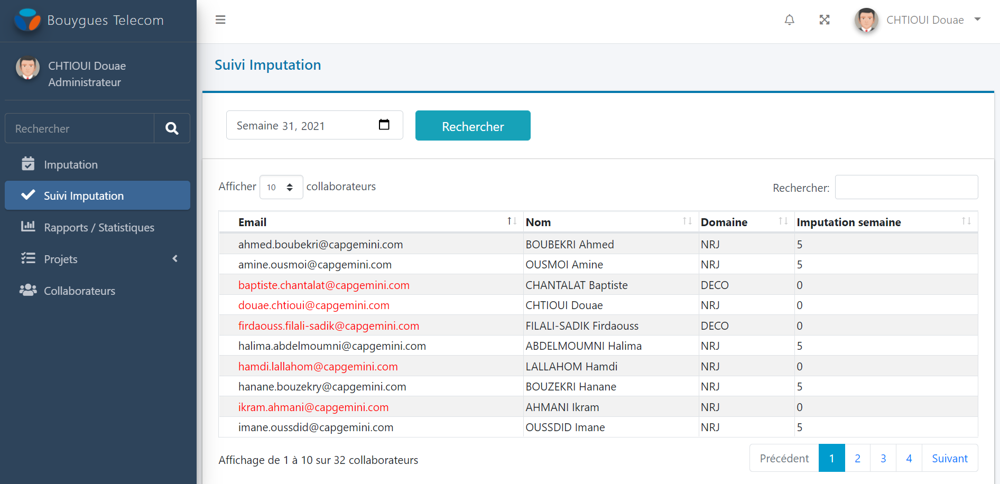 Bouygues Telecom
CHTIOUI Douae
CHTIOUI Douae
Administrateur
Rechercher
Imputation
Suivi Imputation
Rapports / Statistiques
Projets
Collaborateurs
Suivi Imputation
Semaine 31, 2021
Rechercher
Afficher 10 collaborateurs
Rechercher:
Email Nom Domaine Imputation semaine
ahmed.boubekri@capgemini.com BOUBEKRI Ahmed NRJ 5
amine.ousmoi@capgemini.com OUSMOI Amine NRJ 5
baptiste.chantalat@capgemini.com CHANTALAT Baptiste DECO 0
douae.chtioui@capgemini.com CHTIOUI Douae NRJ 0
firdaouss.filali-sadik@capgemini.com FILALI-SADIK Firdaouss DECO 0
halima.abdelmoumni@capgemini.com ABDELMOUMNI Halima NRJ 5
hamdi.lallahom@capgemini.com LALLAHOM Hamdi NRJ 0
hanane.bouzekry@capgemini.com BOUZEKRI Hanane NRJ 5
ikram.ahmani@capgemini.com AHMANI Ikram NRJ 0
imane.oussdid@capgemini.com OUSSDID Imane NRJ 5
Affichage de 1 à 10 sur 32 collaborateurs
Précédent 1 2 3 4 Suivant